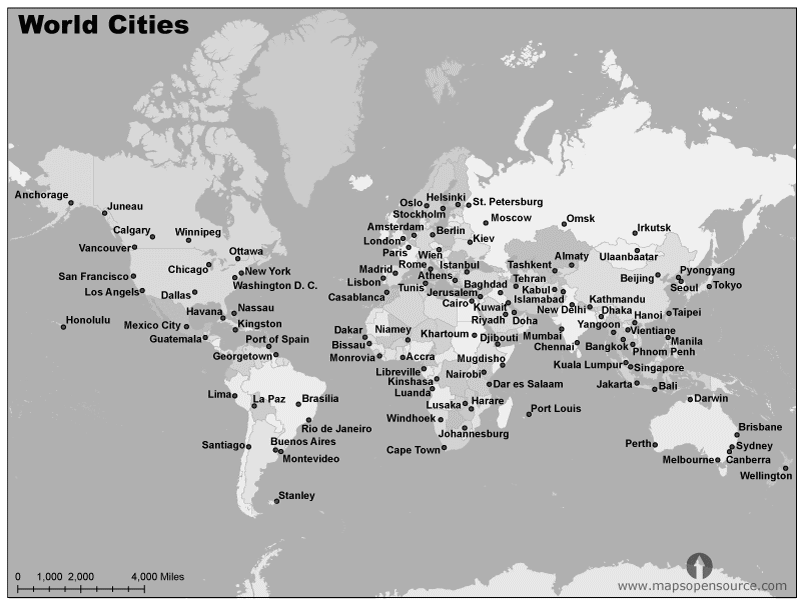 World Cities
Anchorage
Juneau
Calgary
Winnipeg
Vancouver
Ottawa
Chicago
New York
San Francisco
Washington D. C.
Los Angels
Dallas
Nassau
Havana
Honolulu
Mexico City
Kingston
Guatemala
Port of Spain
Georgetown
Lima
La Paz
Brasilia
Rio de Janeiro
Santiago
Buenos Aires
Montevideo
Stanley
Oslo
Helsinki
St. Petersburg
Stockholm
Moscow
Amsterdam
Berlin
London
Kiev
Paris
Wien
Madrid
Rome
Istanbul
Lisbon
Athens
Tunis
Casablanca
Jerusalem
Baghdad
Cairo
Kuwait
Riyadh
Doha
Tehran
Tashkent
Almaty
Kabul
Islamabad
Omsk
Irkutsk
Ulaanbaatar
Beijing
Pyongyang
Seoul
Tokyo
New Delhi
Kathmandu
Dhaka
Hanoi
Taipei
Mumbai
Yangon
Vientiane
Chennai
Bangkok
Manila
Phnom Penh
Kuala Lumpur
Singapore
Jakarta
Bali
Dakar
Niamey
Khartoum
Djibouti
Bissau
Monrovia
Accra
Mugdisho
Libreville
Nairobi
Kinshasa
Dar es Salaam
Luanda
Lusaka
Harare
Port Louis
Windhoek
Johannesburg
Cape Town
Darwin
Brisbane
Perth
Sydney
Melbourne
Canberra
Wellington
0 1,000 2,000 4,000 Miles
www.mapsopensource.com